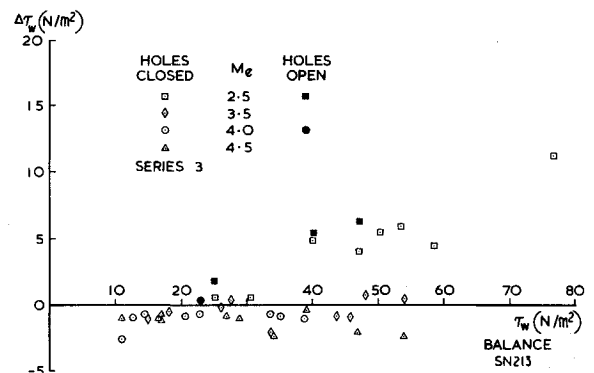 Δτw (N/m²)
20
HOLES CLOSED Me HOLES OPEN
2·5
3·5
4·0
4·5
SERIES 3
15
10
5
0
-5
10 20 30 40 50 60 70 80
τw (N/m²)
BALANCE
SN213